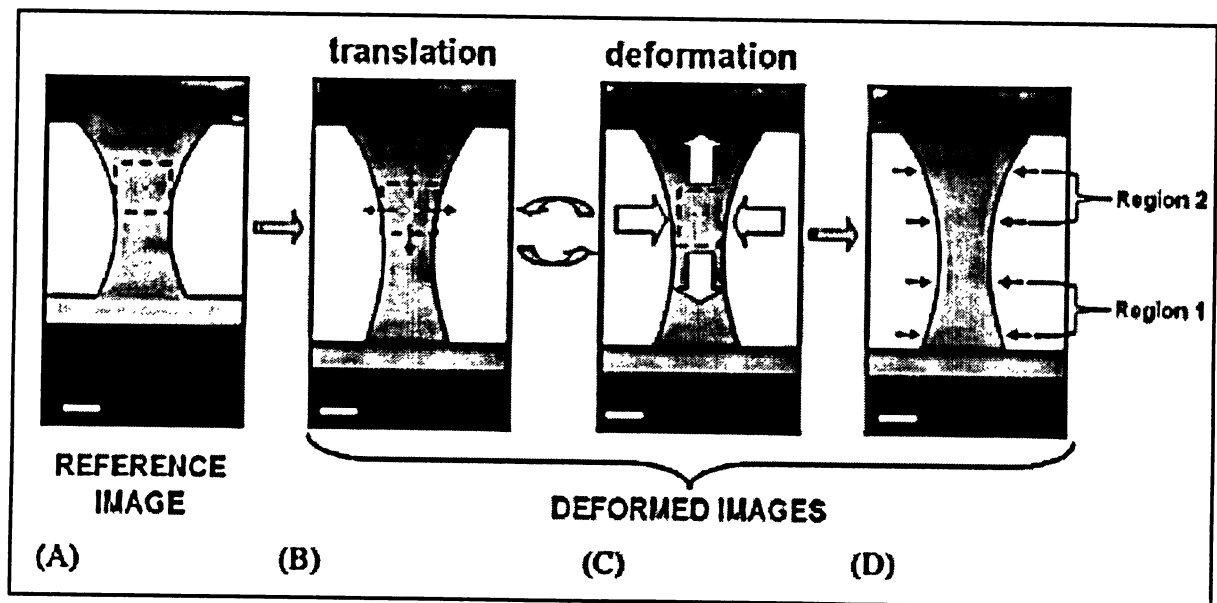 translation
deformation
Region 2
Region 1
REFERENCE
IMAGE
DEFORMED IMAGES
(A)
(B)
(C)
(D)